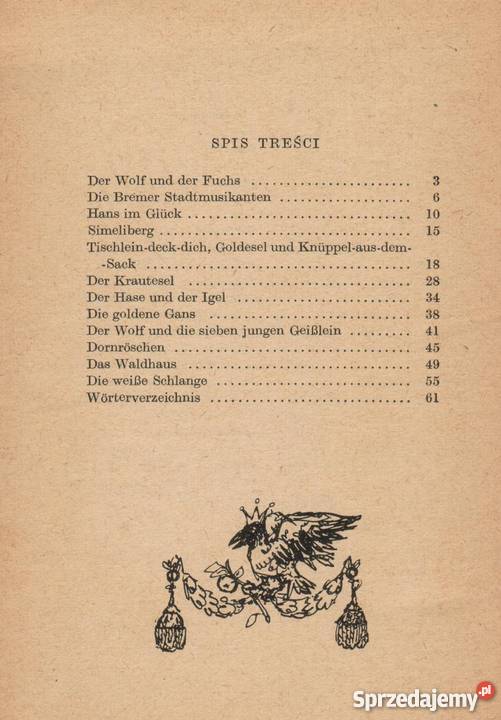 SPIS TREŚCI
Der Wolf und der Fuchs ........................ 3
Die Bremer Stadtmusikanten .................... 6
Hans im Glück .................................. 10
Simeliberg ..................................... 15
Tischlein-deck-dich, Goldesel und Knüppel-aus-dem-
-Sack ........................................ 18
Der Krautesel .................................. 28
Der Hase und der Igel .......................... 34
Die goldene Gans ............................... 38
Der Wolf und die sieben jungen Geißlein .......... 41
Dornröschen .................................... 45
Das Waldhaus ................................... 49
Die weiße Schlange ............................. 55
Wörterverzeichnis .............................. 61
Sprzedajemy.pl